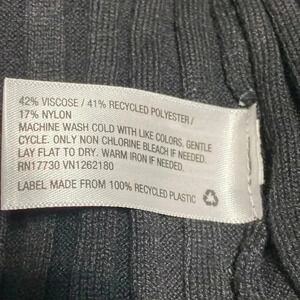 42% VISCOSE / 41% RECYCLED POLYESTER /
17% NYLON
MACHINE WASH COLD WITH LIKE COLORS, GENTLE
CYCLE. ONLY NON CHLORINE BLEACH IF NEEDED.
LAY FLAT TO DRY. WARM IRON IF NEEDED.
RN17730 VN1262180
LABEL MADE FROM 100% RECYCLED PLASTIC